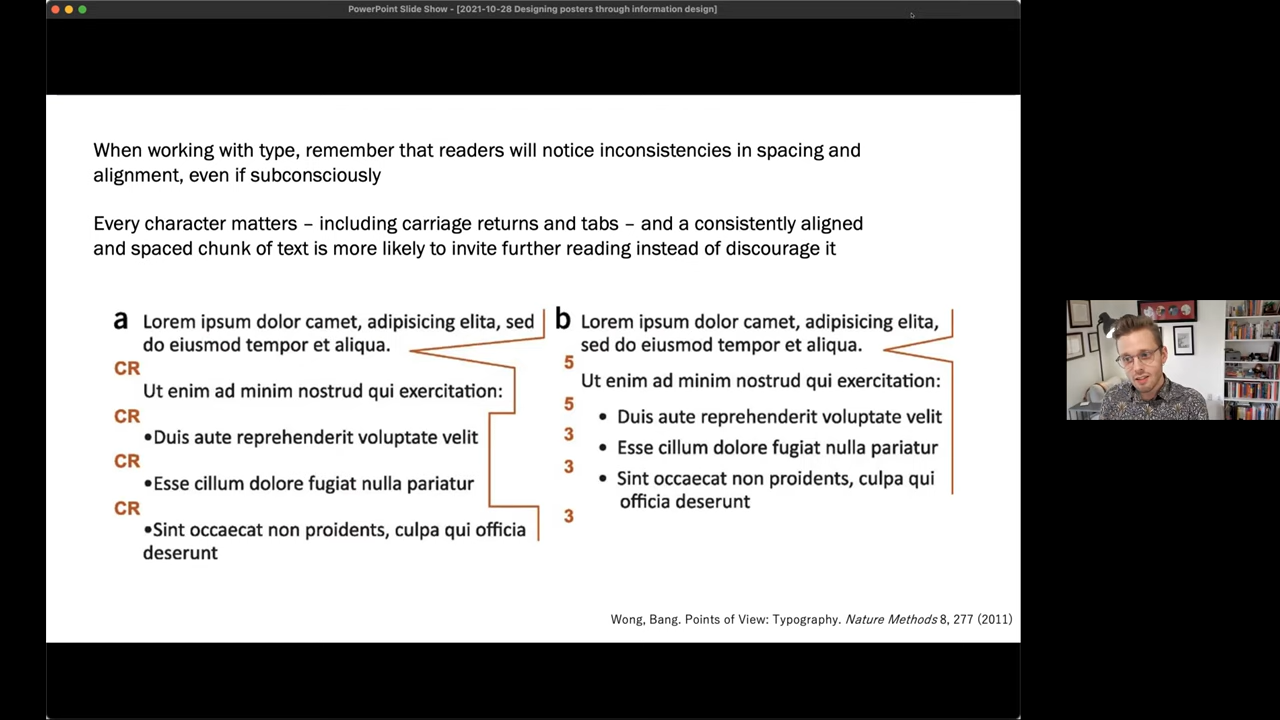 PowerPoint Slide Show - [2021-10-28 Designing posters through information design]
When working with type, remember that readers will notice inconsistencies in spacing and
alignment, even if subconsciously
Every character matters – including carriage returns and tabs – and a consistently aligned
and spaced chunk of text is more likely to invite further reading instead of discourage it
a Lorem ipsum dolor camet, adipisicing elita, sed
do eiusmod tempor et aliqua.
CR
Ut enim ad minim nostrud qui exercitation:
CR
•Duis aute reprehenderit voluptate velit
CR
•Esse cillum dolore fugiat nulla pariatur
CR
•Sint occaecat non proidents, culpa qui officia
deserunt
b Lorem ipsum dolor camet, adipisicing elita,
sed do eiusmod tempor et aliqua.
5
Ut enim ad minim nostrud qui exercitation:
5
• Duis aute reprehenderit voluptate velit
3
• Esse cillum dolore fugiat nulla pariatur
3
• Sint occaecat non proidents, culpa qui
officia deserunt
3
Wong, Bang. Points of View: Typography. Nature Methods 8, 277 (2011)